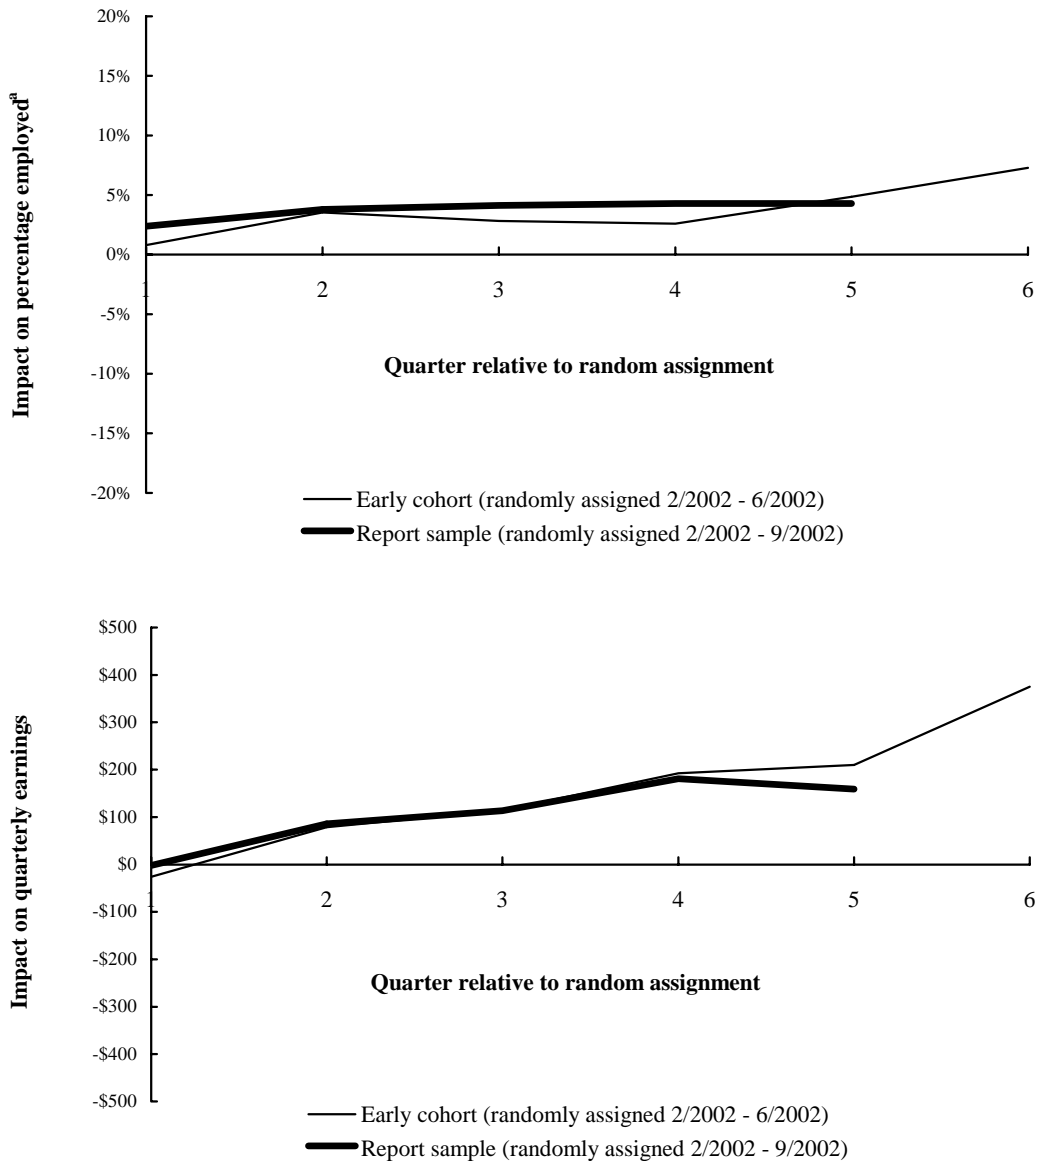 20%
15%
10%
5%
0%
-5%
-10%
-15%
-20%
Impact on percentage employedª
1 2 3 4 5 6
Quarter relative to random assignment
Early cohort (randomly assigned 2/2002 - 6/2002)
Report sample (randomly assigned 2/2002 - 9/2002)
$500
$400
$300
$200
$100
$0
-$100
-$200
-$300
-$400
-$500
Impact on quarterly earnings
1 2 3 4 5 6
Quarter relative to random assignment
Early cohort (randomly assigned 2/2002 - 6/2002)
Report sample (randomly assigned 2/2002 - 9/2002)